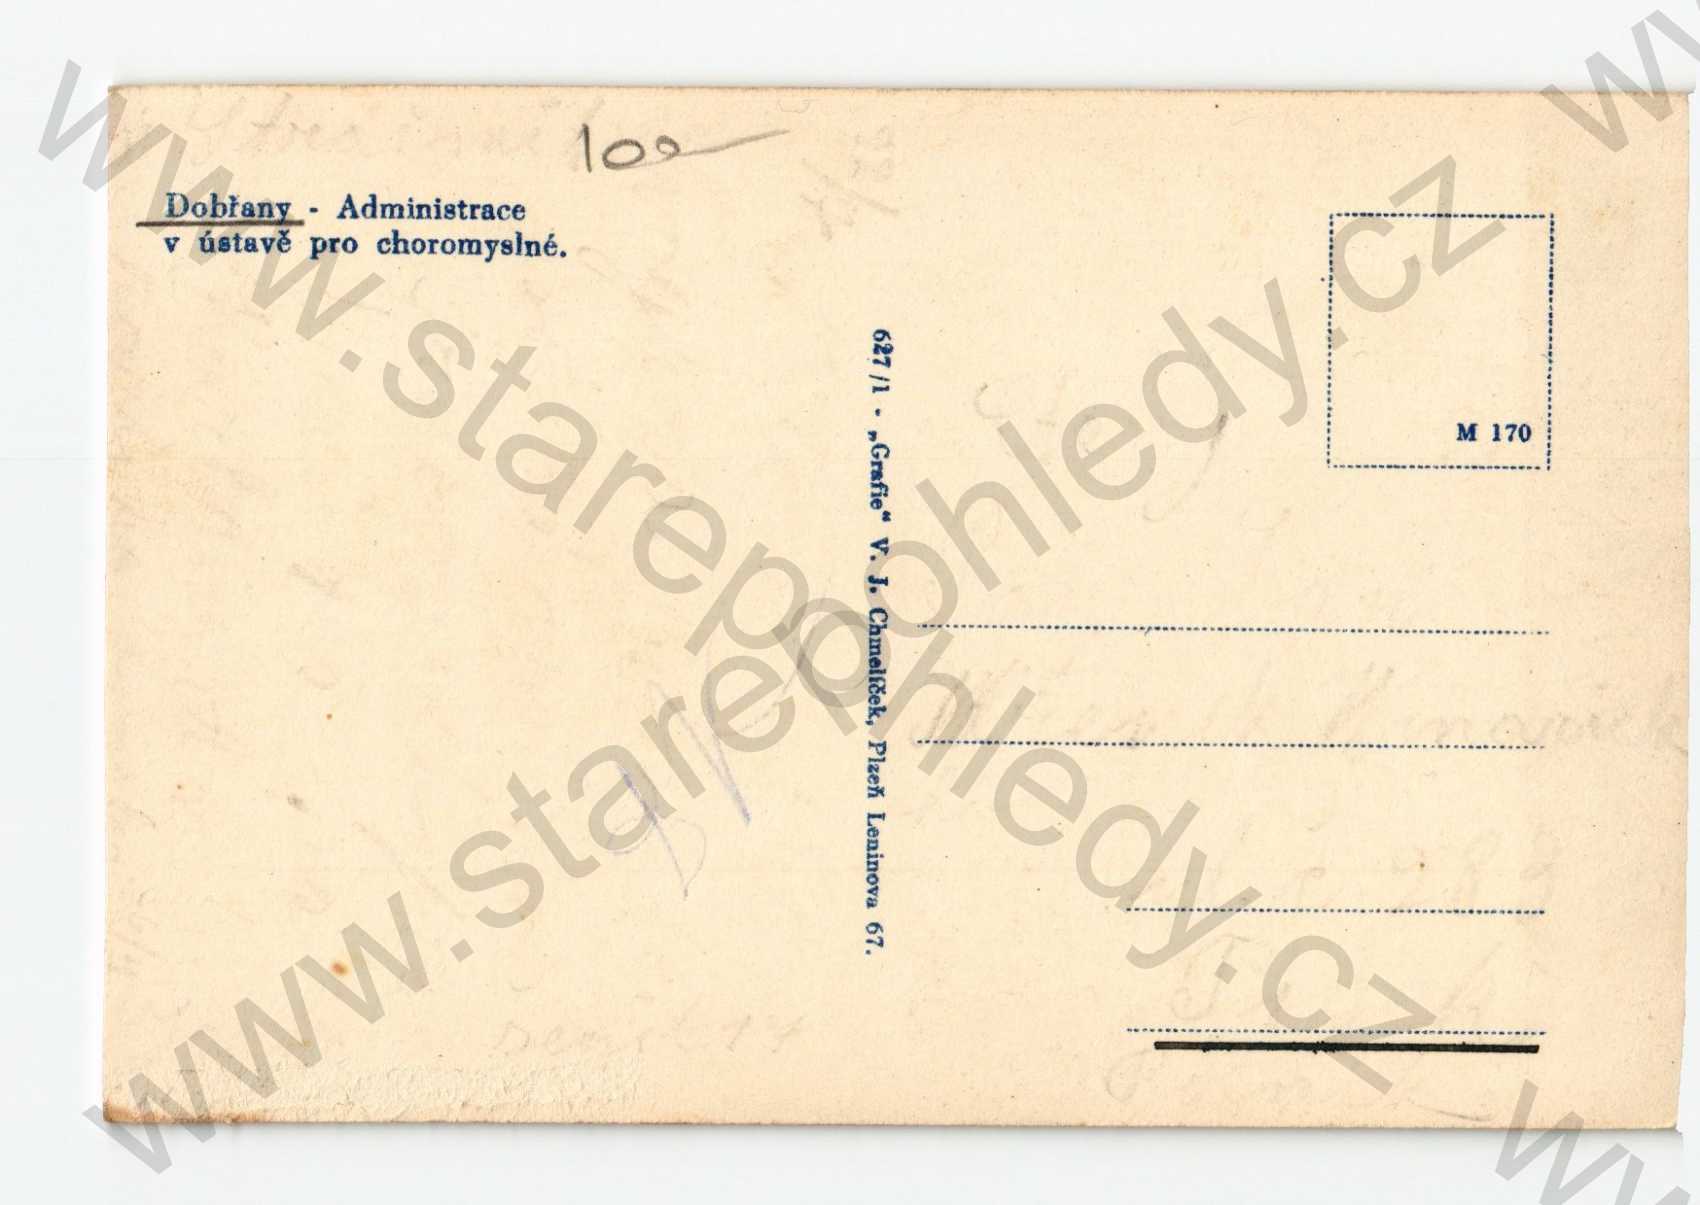 100
Dobřany - Administrace
v ústavě pro choromyslné.
M 170
627/1 - „Grafie“ V. J. Chmelíček, Plzeň Leninova 67.
www.starepohledy.cz
www.starepohledy.cz